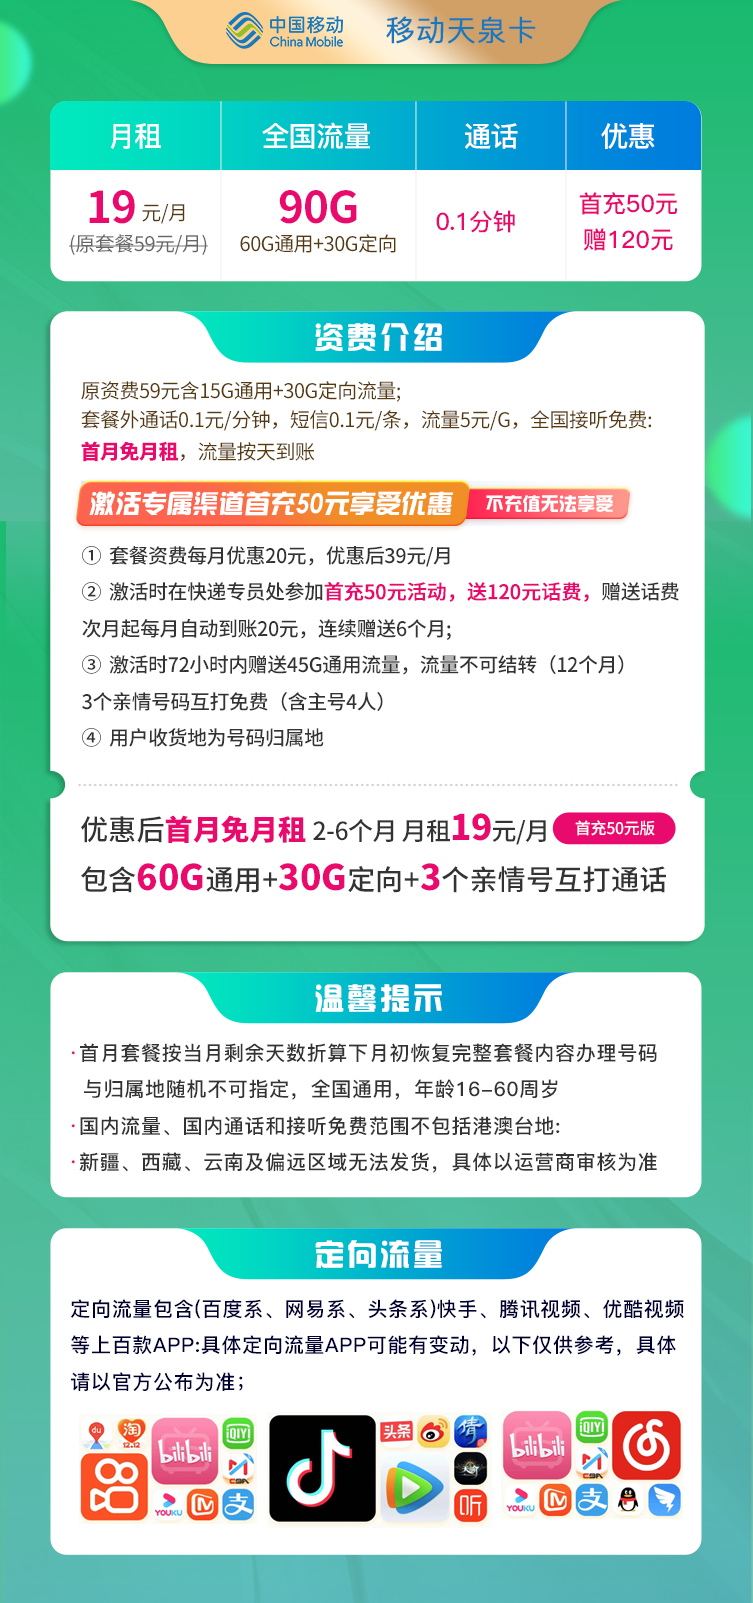 中国移动
China Mobile
移动天泉卡
月租
全国流量
通话
优惠
19 元/月
(原套餐59元/月)
90G
60G通用+30G定向
0.1分钟
首充50元
赠120元
资费介绍
原资费59元含15G通用+30G定向流量;
套餐外通话0.1元/分钟，短信0.1元/条，流量5元/G，全国接听免费:
首月免月租，流量按天到账
激活专属渠道首充50元享受优惠
不充值无法享受
① 套餐资费每月优惠20元，优惠后39元/月
② 激活时在快递专员处参加首充50元活动，送120元话费，赠送话费
次月起每月自动到账20元，连续赠送6个月;
③ 激活时72小时内赠送45G通用流量，流量不可结转（12个月）
3个亲情号码互打免费（含主号4人）
④ 用户收货地为号码归属地
优惠后首月免月租 2-6个月 月租19元/月 首充50元版
包含60G通用+30G定向+3个亲情号互打通话
温馨提示
·首月套餐按当月剩余天数折算下月初恢复完整套餐内容办理号码
与归属地随机不可指定，全国通用，年龄16-60周岁
·国内流量、国内通话和接听免费范围不包括港澳台地:
·新疆、西藏、云南及偏远区域无法发货，具体以运营商审核为准
定向流量
定向流量包含(百度系、网易系、头条系)快手、腾讯视频、优酷视频
等上百款APP:具体定向流量APP可能有变动，以下仅供参考，具体
请以官方公布为准；
du
淘
12.12
bilibili
iQIYI
YOUKU
支
头条
倩
听
bilibili
iQIYI
YOUKU
支